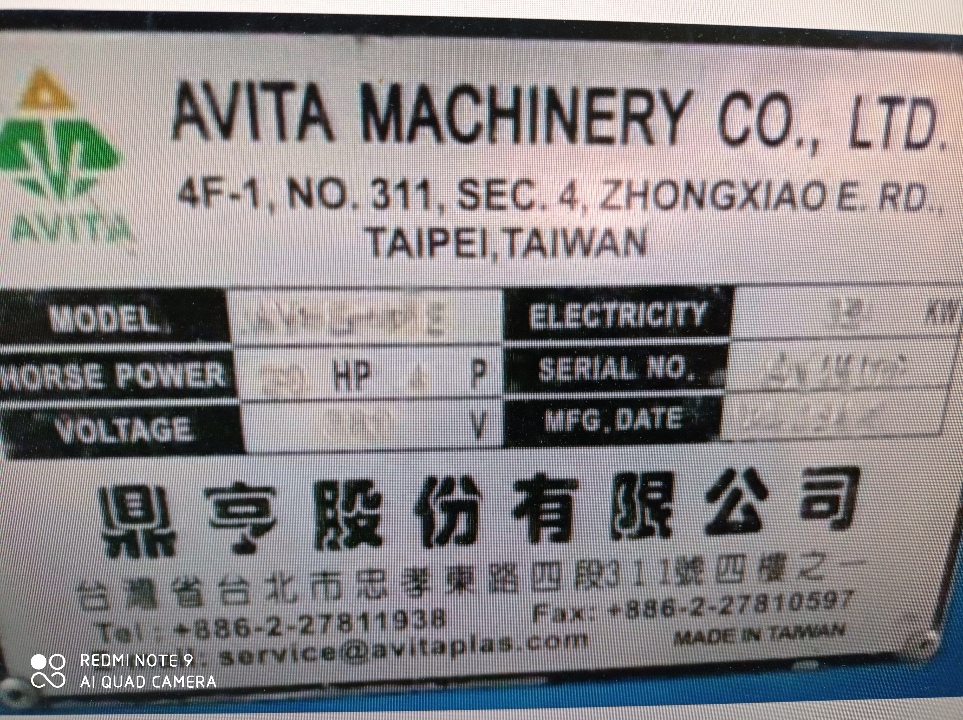 AVITA MACHINERY CO., LTD.
AVITA
4F-1, NO. 311, SEC. 4, ZHONGXIAO E. RD.,
TAIPEI,TAIWAN
MODEL ELECTRICITY KW
HORSE POWER HP P SERIAL NO.
VOLTAGE V MFG. DATE
鼎亨股份有限公司
台灣省台北市忠孝東路四段311號四樓之一
Tel : +886-2-27811938 Fax: +886-2-27810597
service@avitaplas.com MADE IN TAIWAN
REDMI NOTE 9
AI QUAD CAMERA